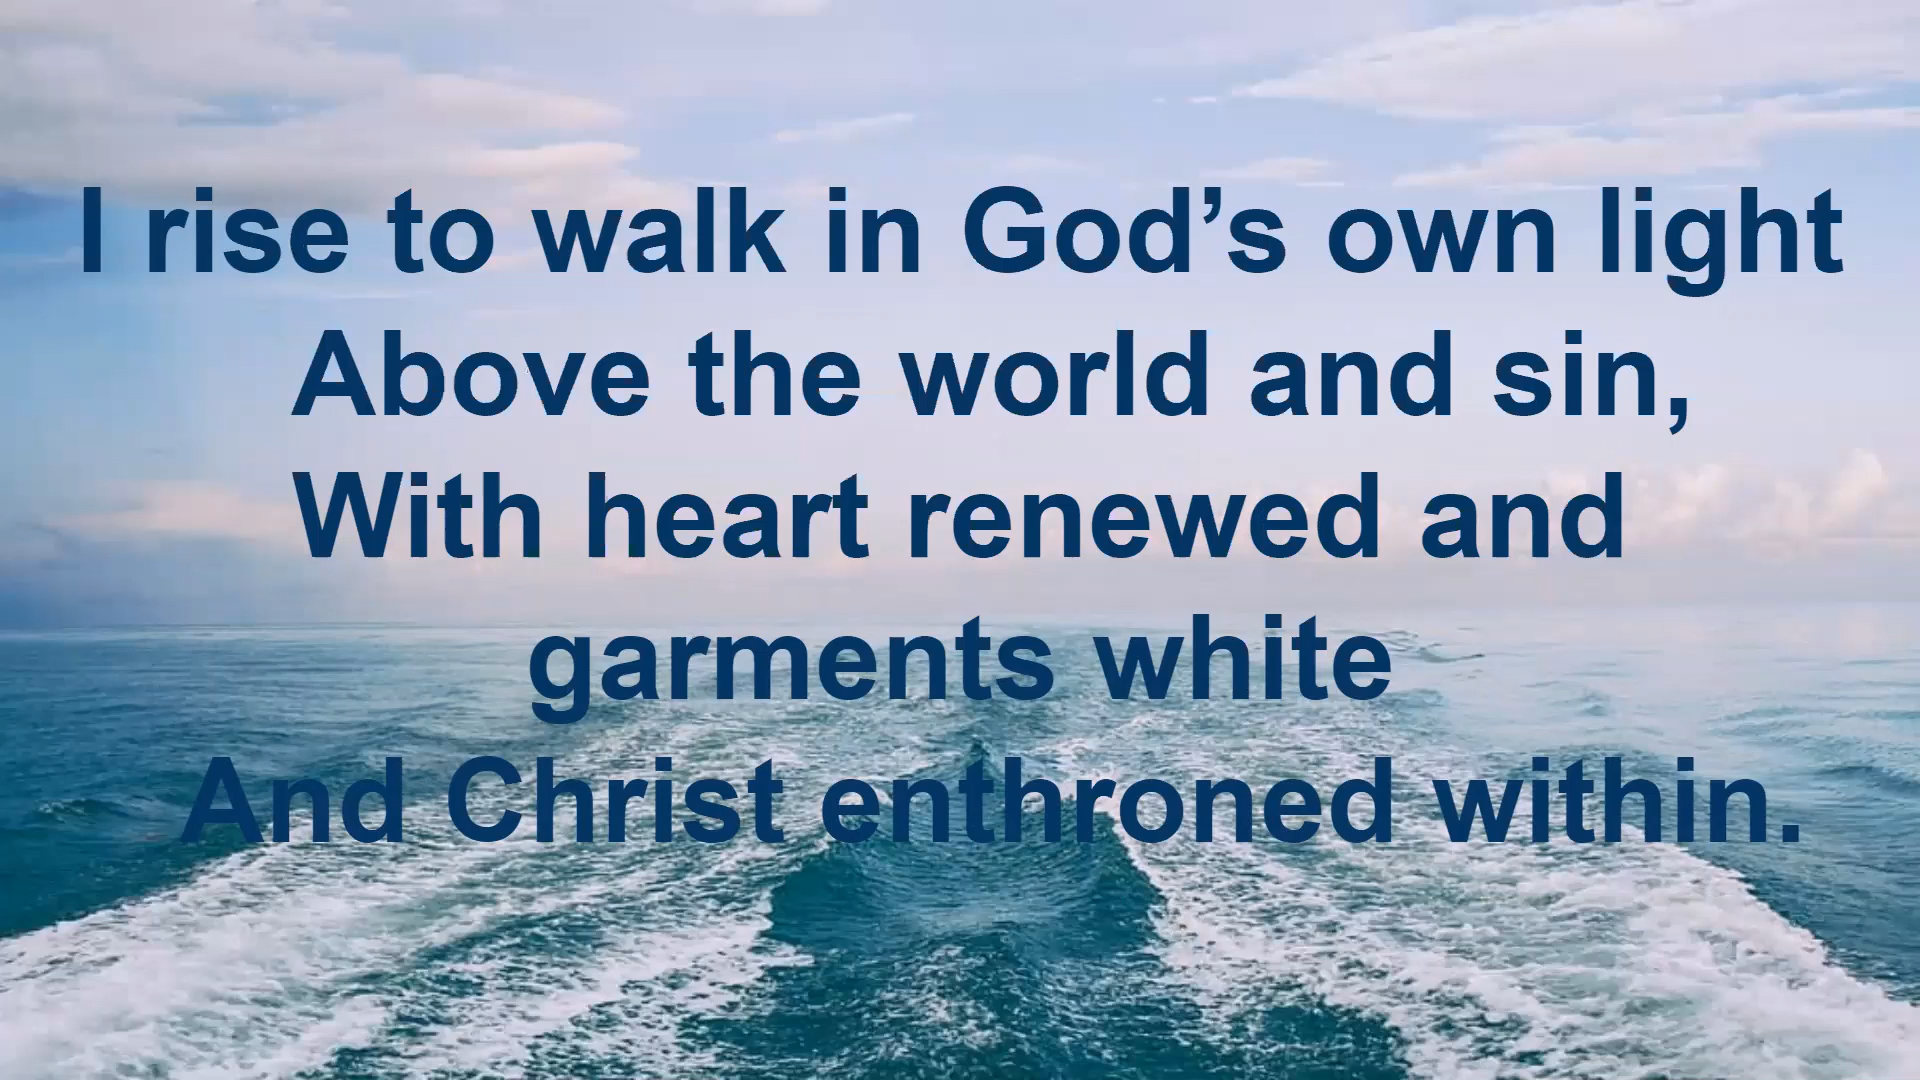 I rise to walk in God’s own light
Above the world and sin,
With heart renewed and
garments white
And Christ enthroned within.